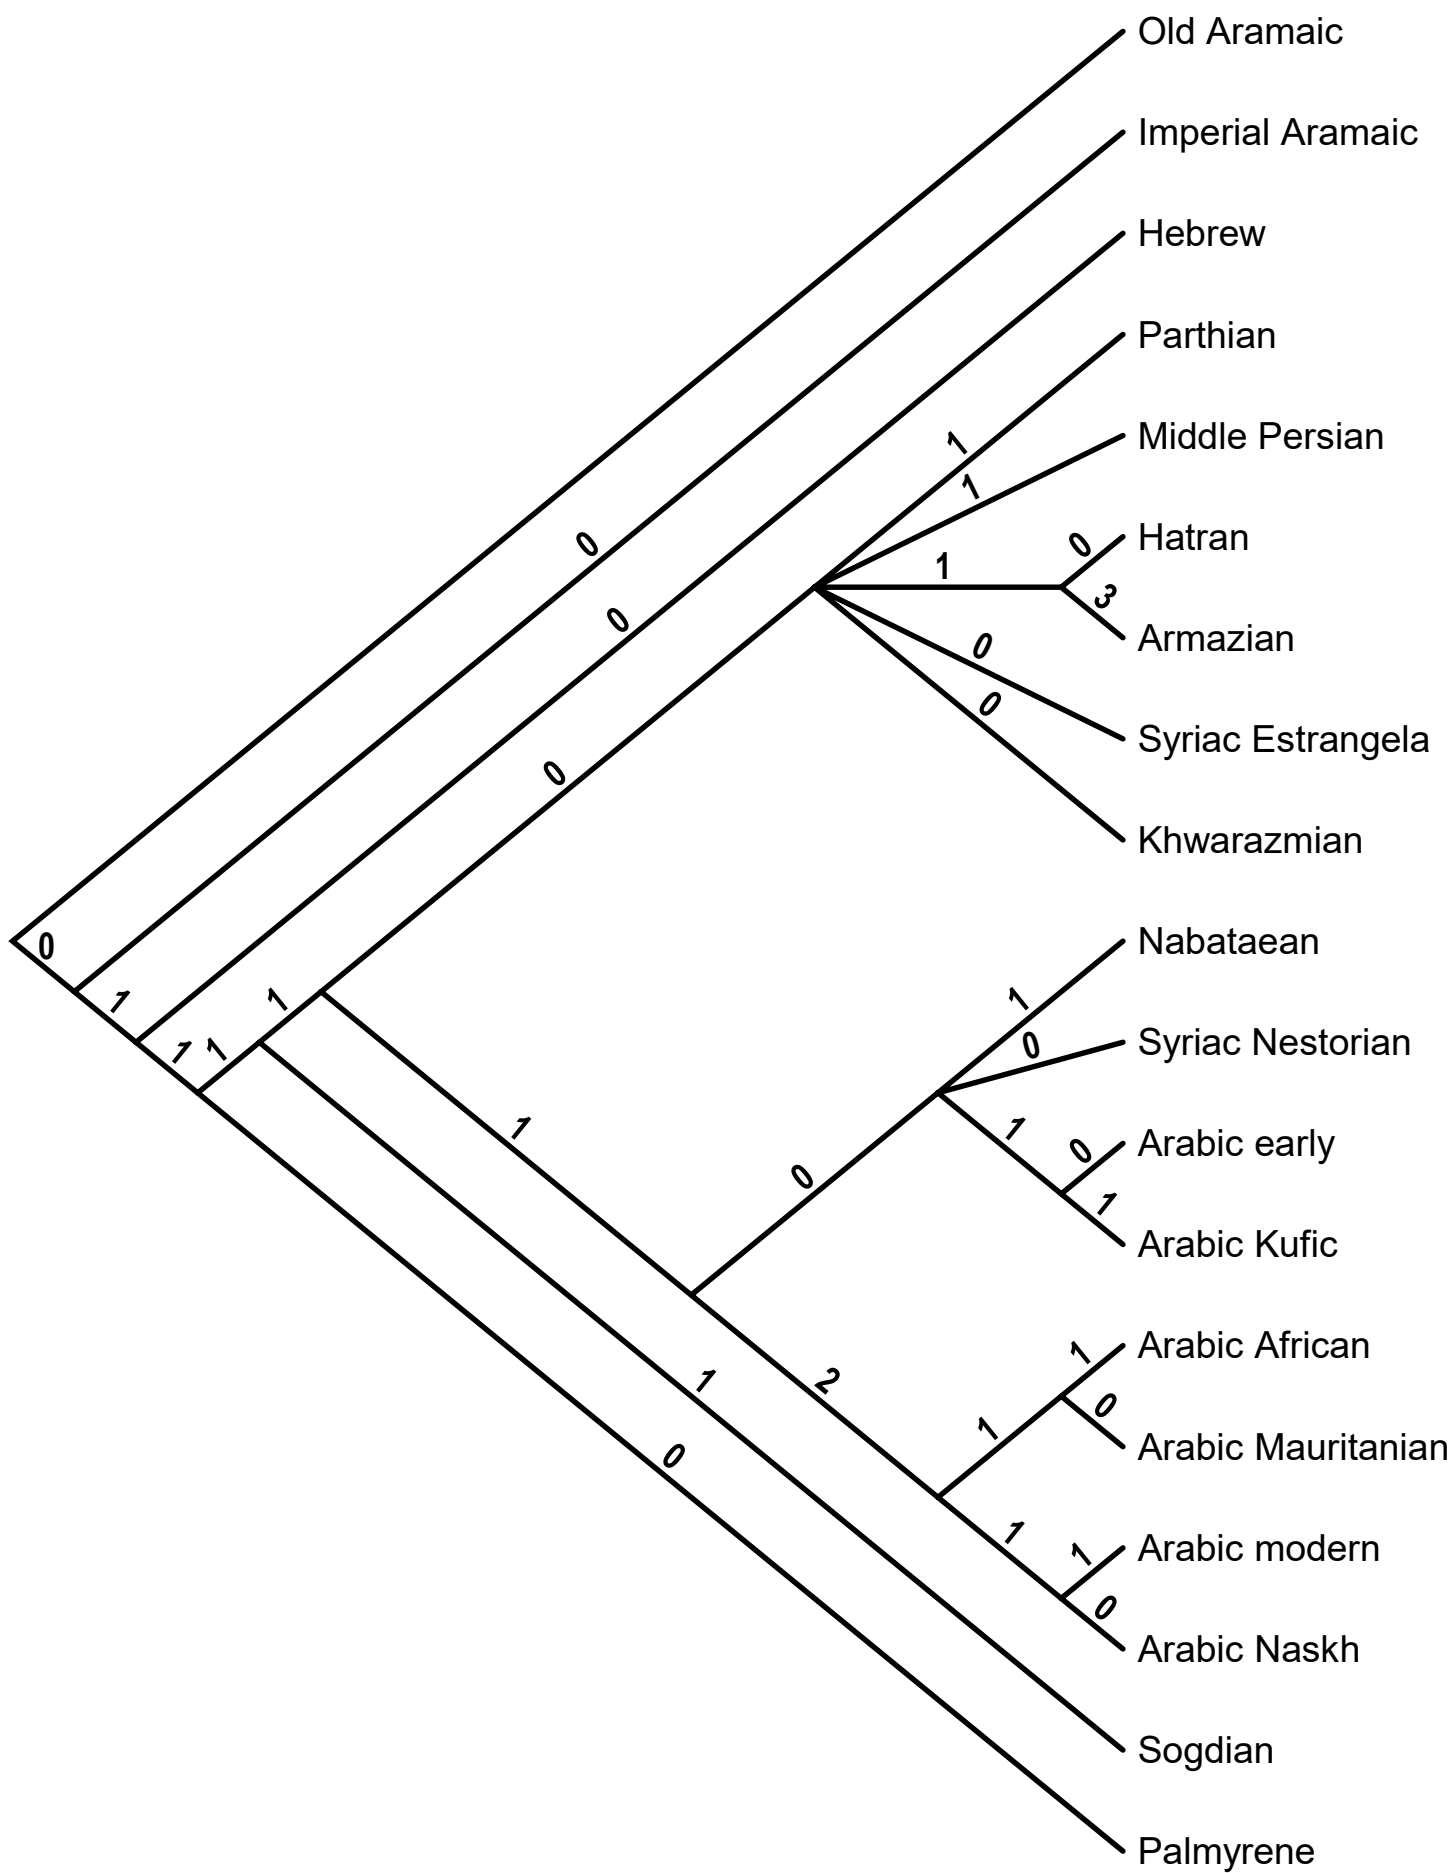 Old Aramaic
Imperial Aramaic
Hebrew
Parthian
1
Middle Persian
1
0
Hatran
0
1
3
0
Armazian
0
Syriac Estrangela
0
0
Khwarazmian
Nabataean
0
1
1
1
Syriac Nestorian
0
1
1
1
Arabic early
0
1
0
1
Arabic Kufic
Arabic African
1
2
1
0
1
Arabic Mauritanian
0
1
Arabic modern
1
0
Arabic Naskh
Sogdian
Palmyrene